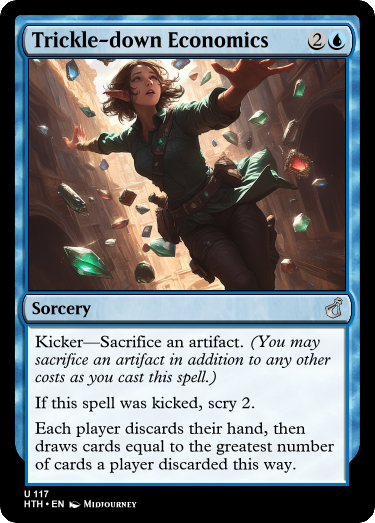 Trickle-down Economics 2
Sorcery
Kicker—Sacrifice an artifact. (You may
sacrifice an artifact in addition to any other
costs as you cast this spell.)
If this spell was kicked, scry 2.
Each player discards their hand, then
draws cards equal to the greatest number
of cards a player discarded this way.
U 117
HTH • EN Midjourney